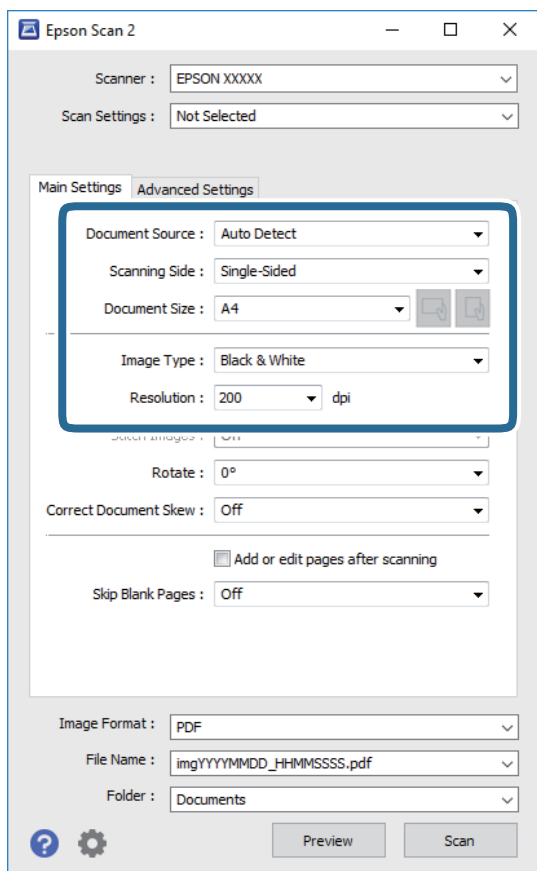 Epson Scan 2
Scanner : EPSON XXXXX
Scan Settings : Not Selected
Main Settings Advanced Settings
Document Source : Auto Detect
Scanning Side : Single-Sided
Document Size : A4
Image Type : Black & White
Resolution : 200 dpi
Rotate : 0°
Correct Document Skew : Off
Add or edit pages after scanning
Skip Blank Pages : Off
Image Format : PDF
File Name : imgYYYYMMDD_HHMMSSSS.pdf
Folder : Documents
? Preview Scan